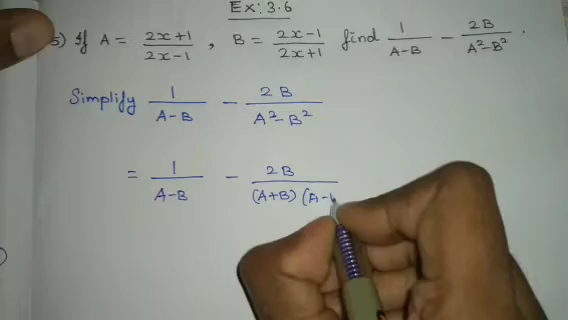 Ex: 3.6
5) If A = 2x+1/2x-1 , B = 2x-1/2x+1 find 1/A-B - 2B/A²-B² .
Simplify 1/A-B - 2B/A²-B²
= 1/A-B - 2B/(A+B) (A-